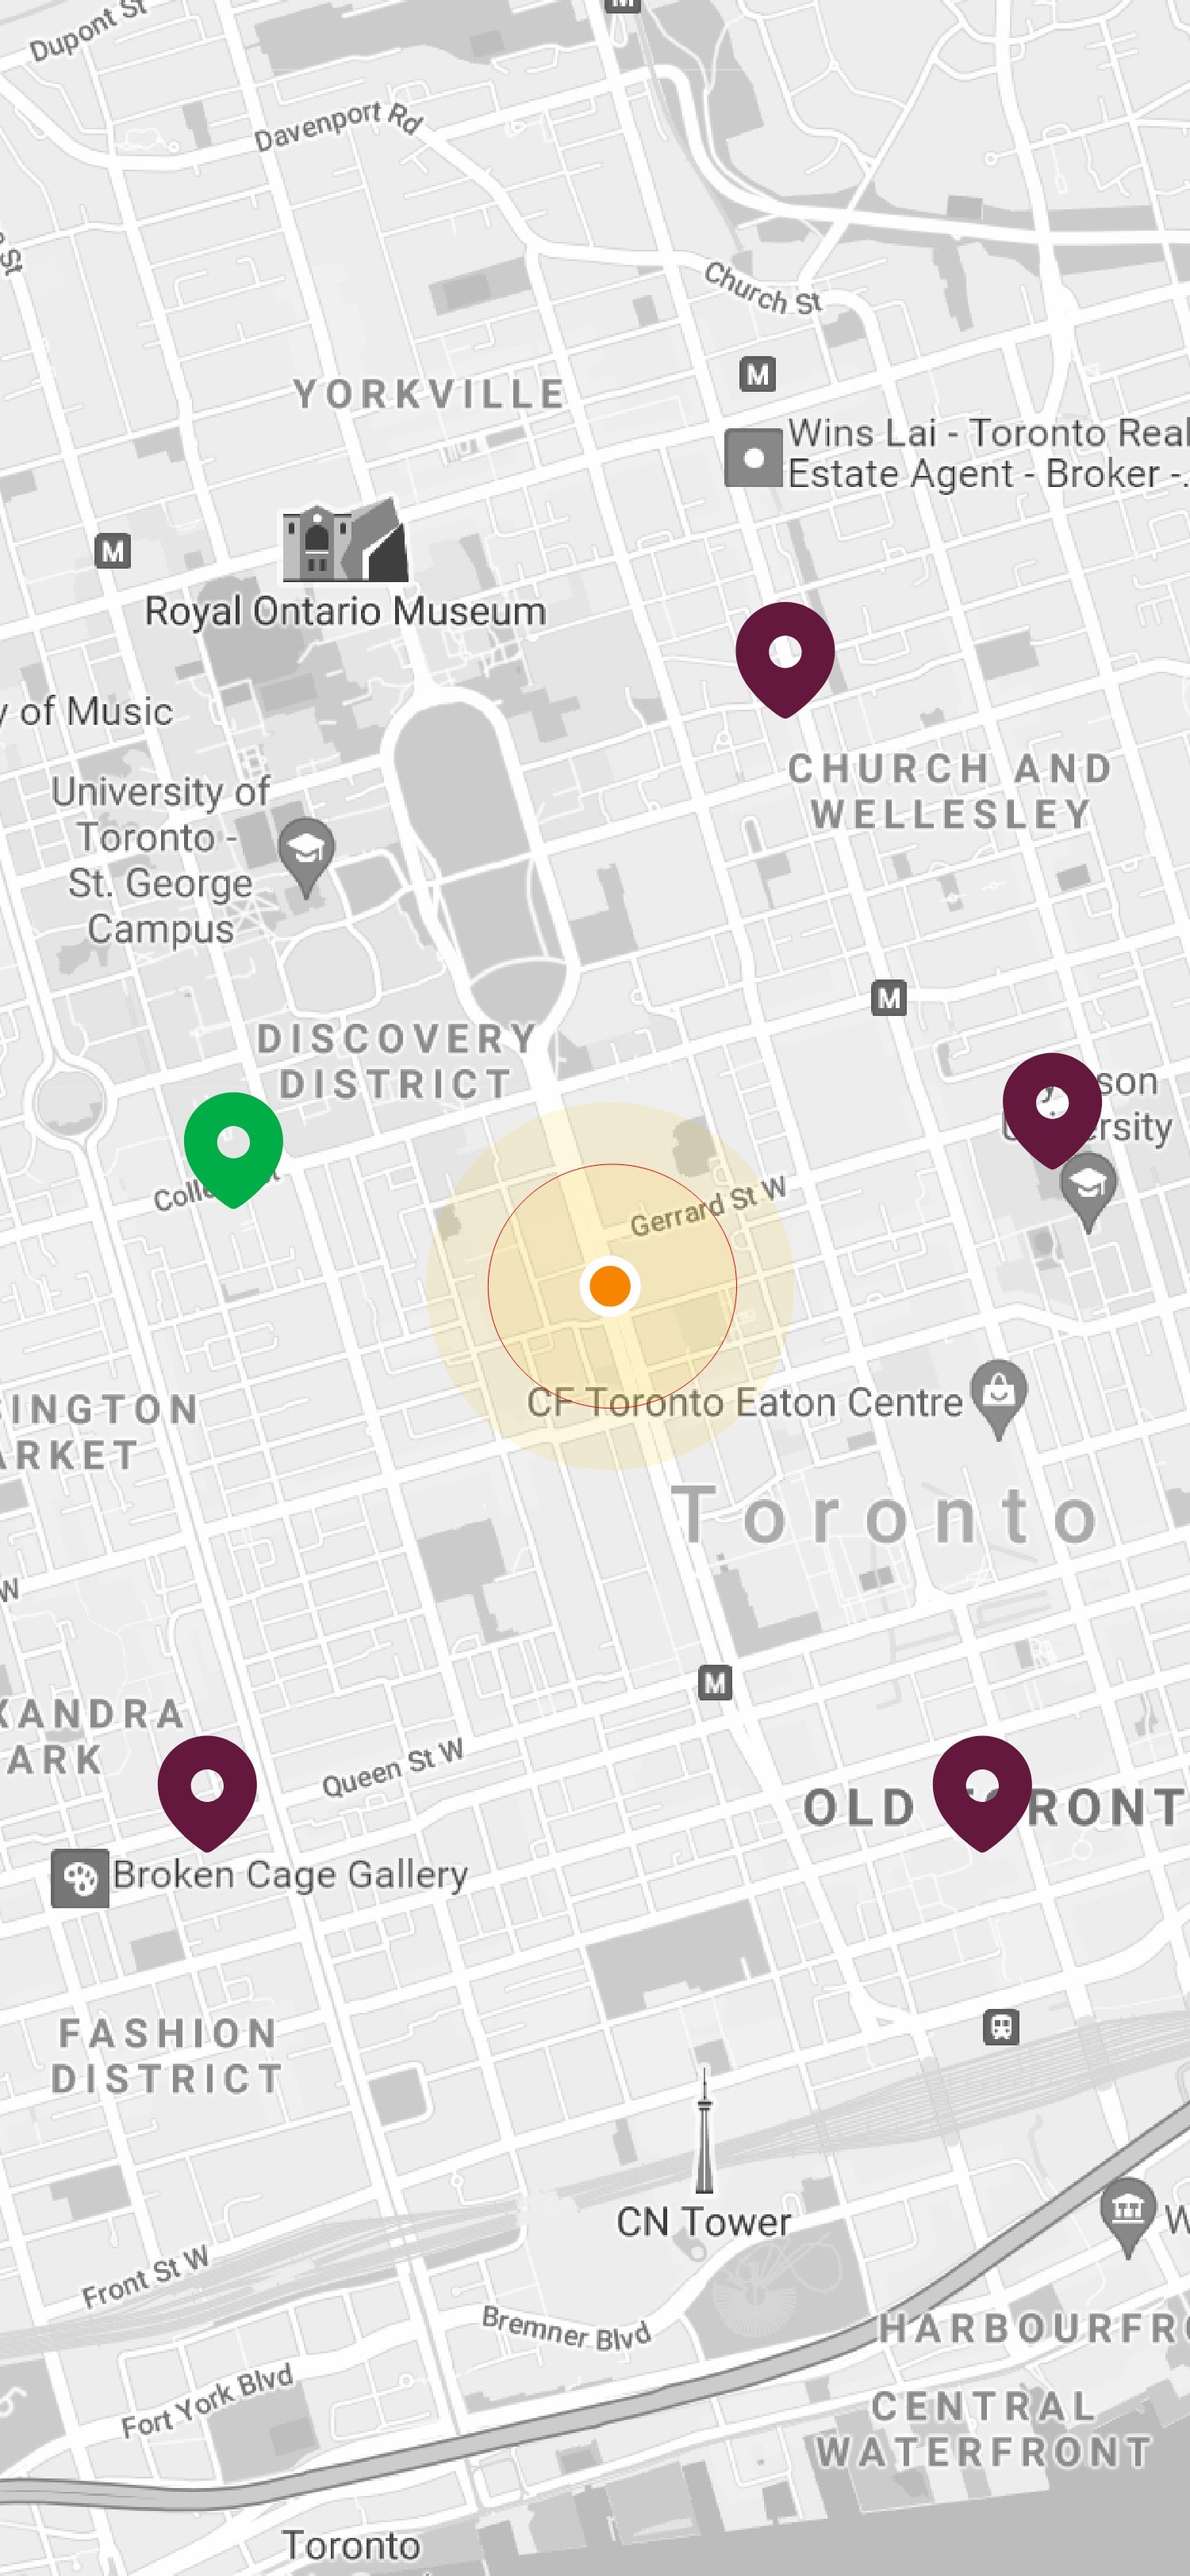 Dupont St
Davenport Rd
St
Church St
YORKVILLE
M
Wins Lai - Toronto Real
Estate Agent - Broker -.
M
Royal Ontario Museum
y of Music
CHURCH AND
WELLESLEY
University of
Toronto -
St. George
Campus
M
DISCOVERY
DISTRICT
son
rsity
Coll
Gerrard St W
CF Toronto Eaton Centre
INGTON
ARKET
Toronto
W
M
XANDRA
ARK
Queen St W
OLD RONT
Broken Cage Gallery
FASHION
DISTRICT
CN Tower
W
Front St W
Bremner Blvd
HARBOURFR
Fort York Blvd
CENTRAL
WATERFRONT
Toronto